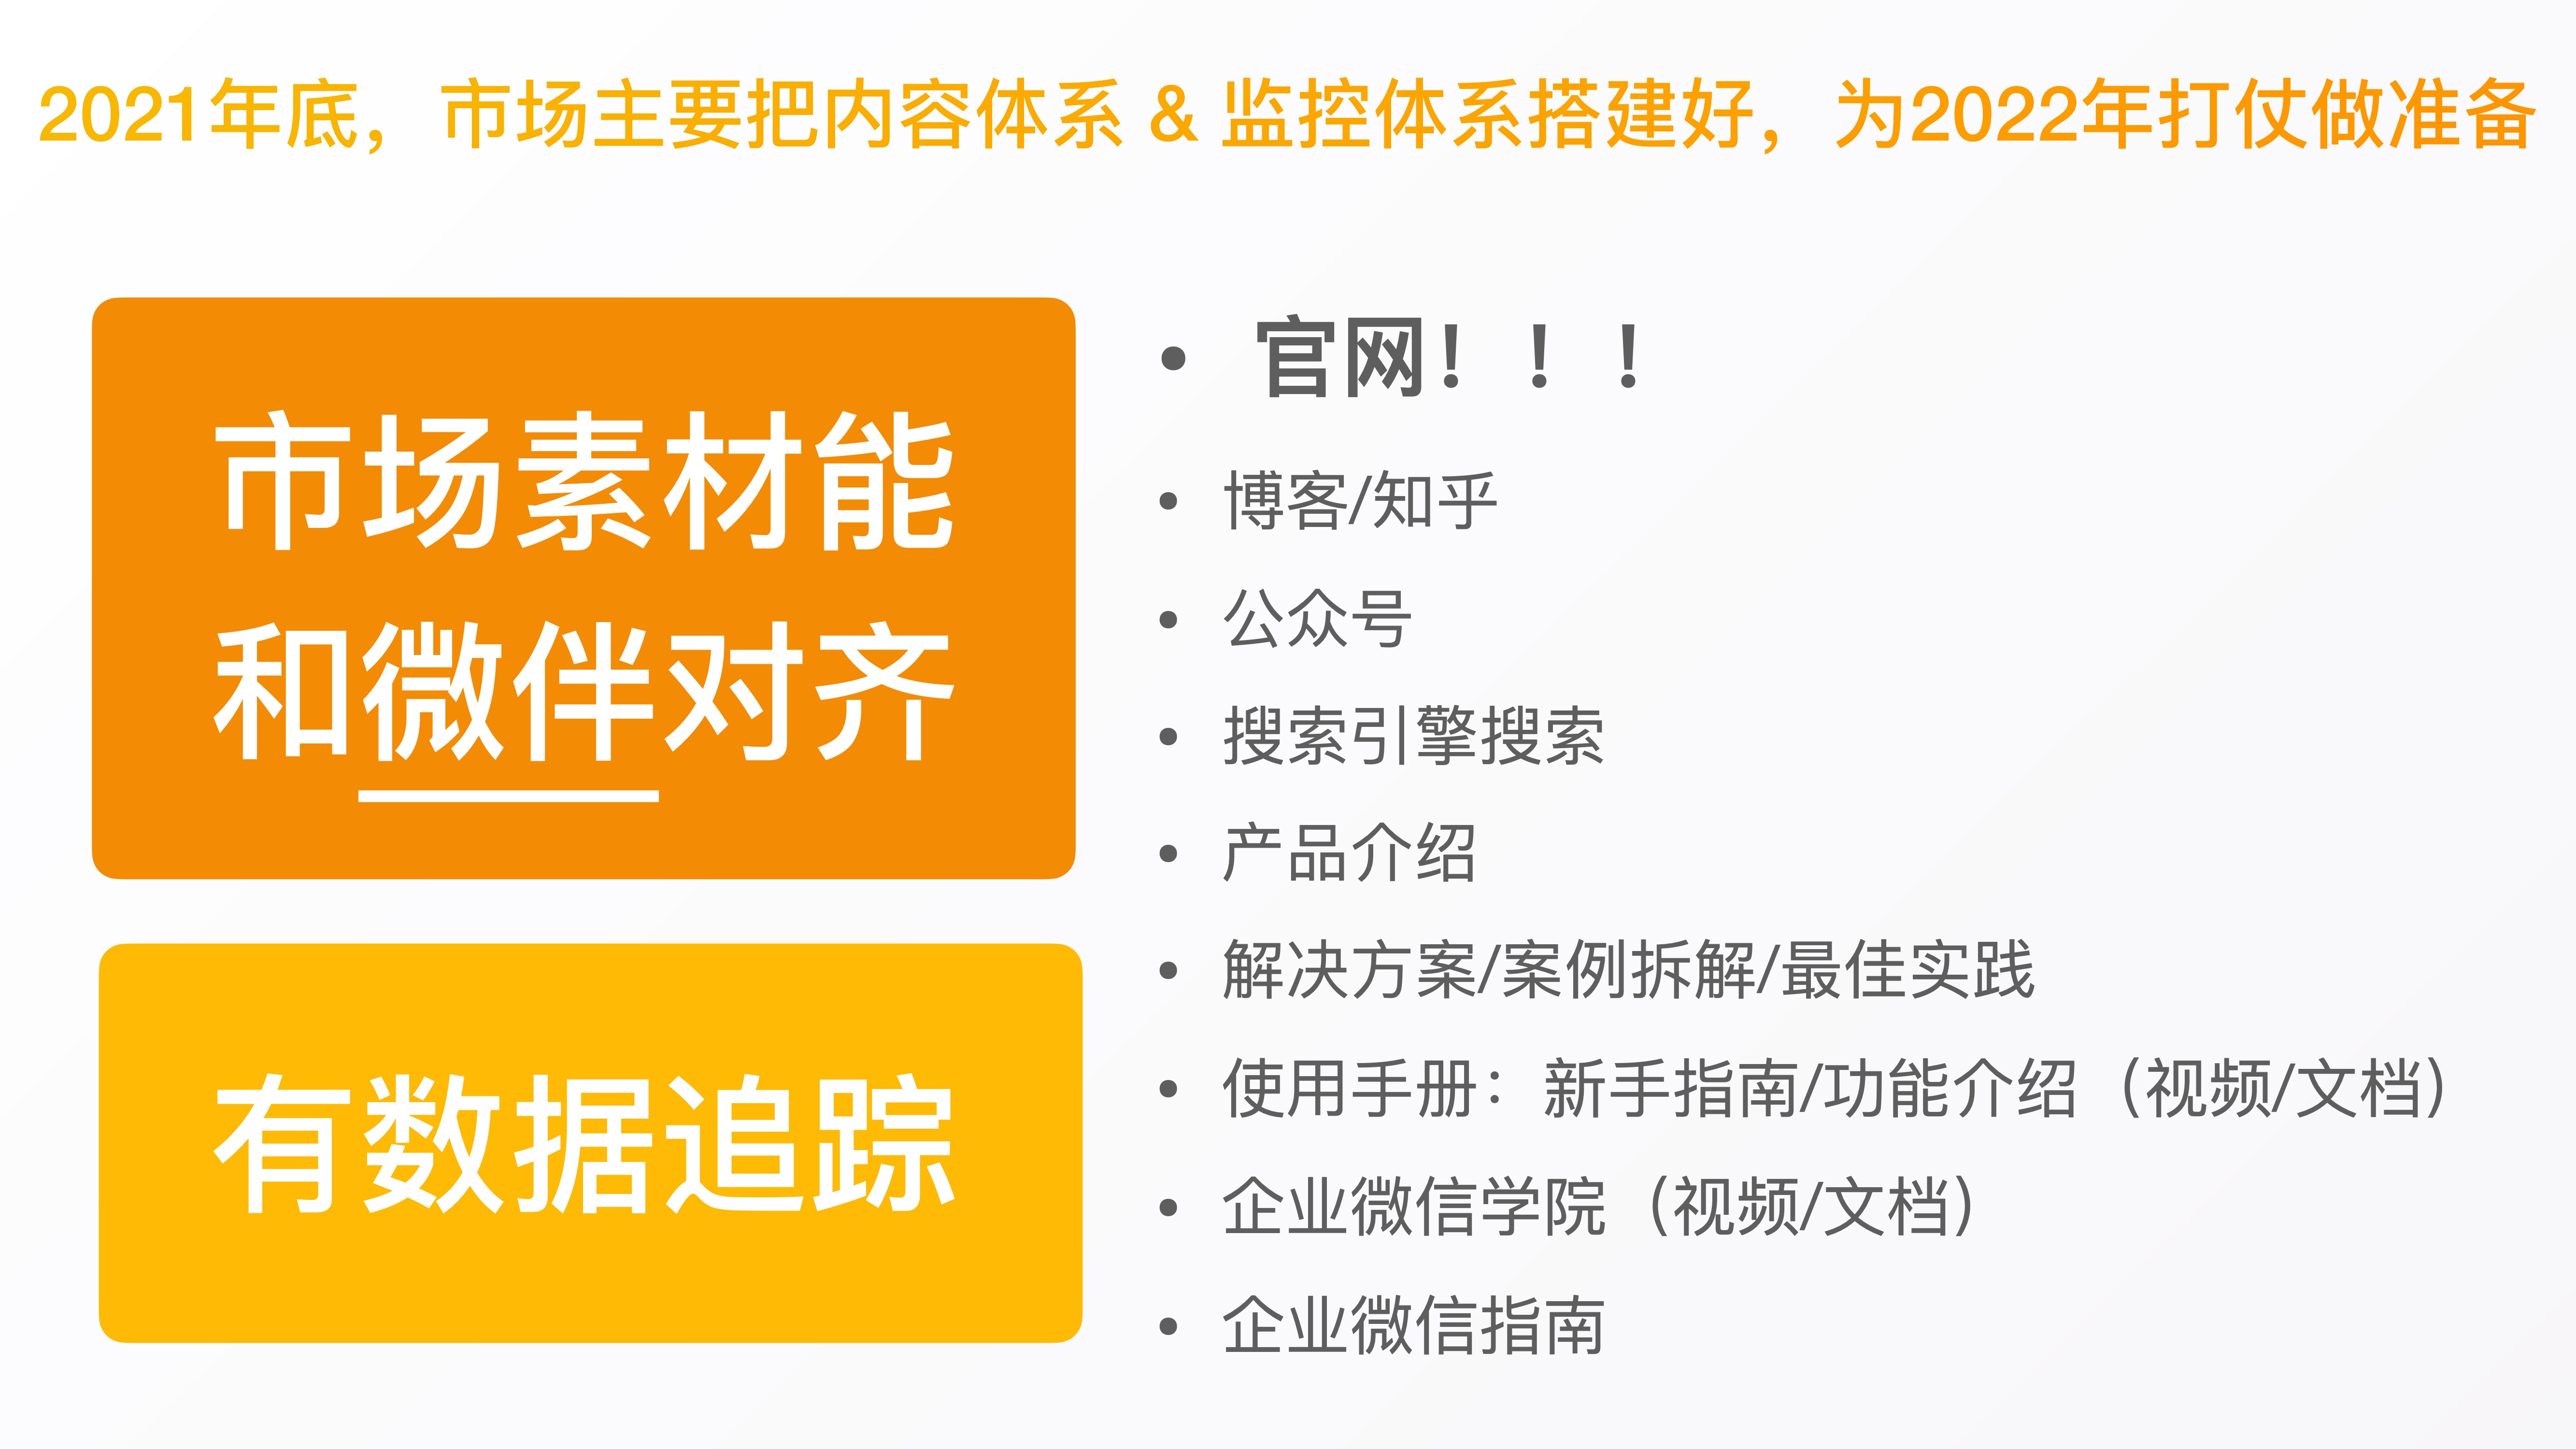 2021年底，市场主要把内容体系 & 监控体系搭建好，为2022年打仗做准备
市场素材能
和微伴对齐
有数据追踪
• 官网！！！
• 博客/知乎
• 公众号
• 搜索引擎搜索
• 产品介绍
• 解决方案/案例拆解/最佳实践
• 使用手册：新手指南/功能介绍（视频/文档）
• 企业微信学院（视频/文档）
• 企业微信指南